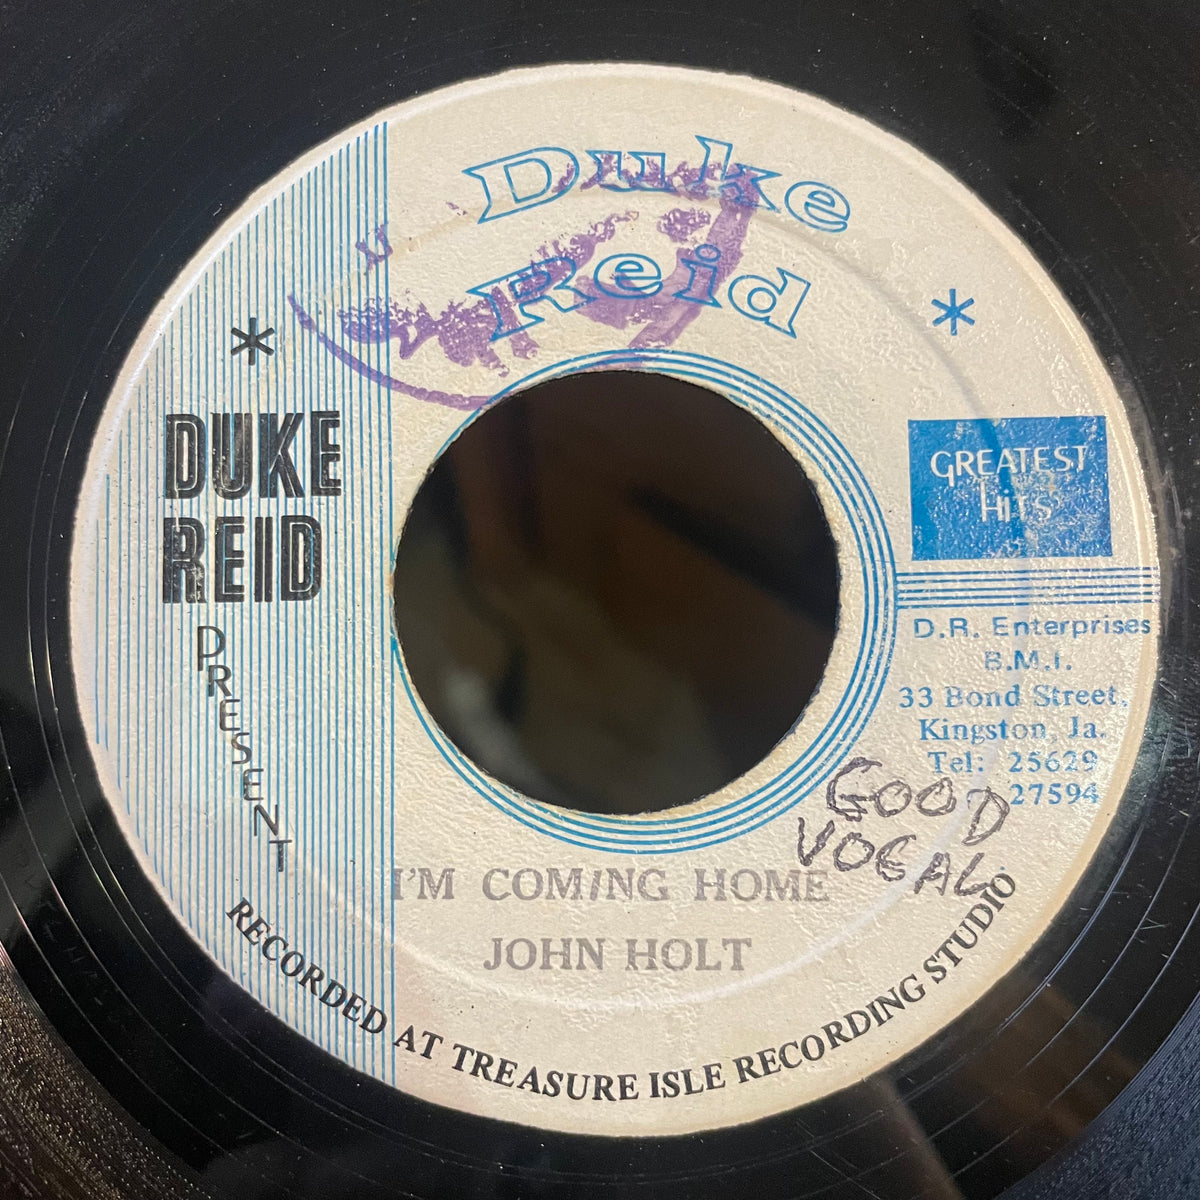 Duke
Reid
*
*
DUKE
REID
PRESENT
GREATEST
HiTS
D.R. Enterprises
B.M.I.
33 Bond Street,
Kingston, Ja.
Tel: 25629
27594
GOOD
VOCAL
I'M COMING HOME
JOHN HOLT
RECORDED AT TREASURE ISLE RECORDING STUDIO